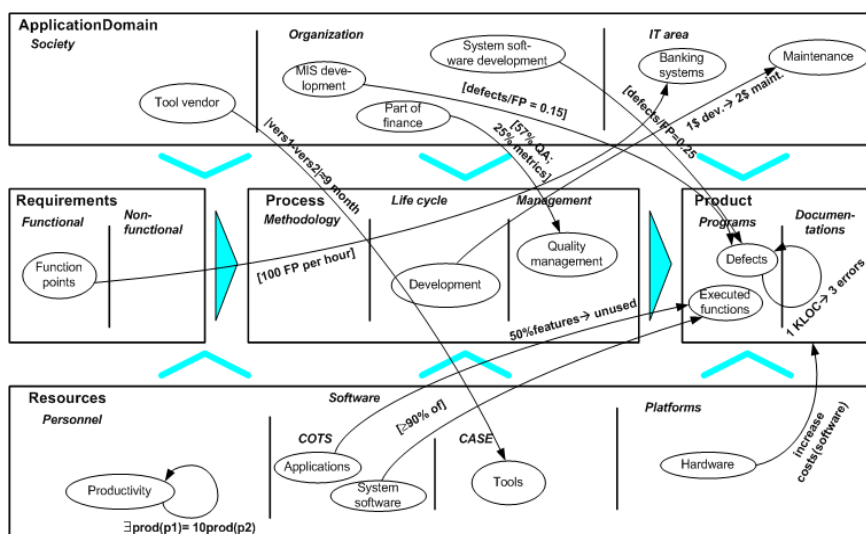 ApplicationDomain
Society
Organization
IT area
System soft-
ware development
Banking
systems
Maintenance
MIS de-
velopment
Tool vendor
Part of
finance
[defects/FP = 0.15]
[defects/FP=0.25
1$ dev.→ 2$ maint.
[57% QA;
25% metrics]
|vers1-vers2|=9 month
Requirements
Functional
Non-
functional
Function
points
[100 FP per hour]
Process
Methodology
Life cycle
Management
Development
Quality
management
Product
Programs
Documen-
tations
Defects
Executed
functions
1 KLOC→ 3 errors
50%features→ unused
Resources
Personnel
Software
Platforms
[≥90% of]
COTS
CASE
Applications
System
software
Tools
Hardware
increase
costs(software)
Productivity
∃prod(p1)= 10prod(p2)